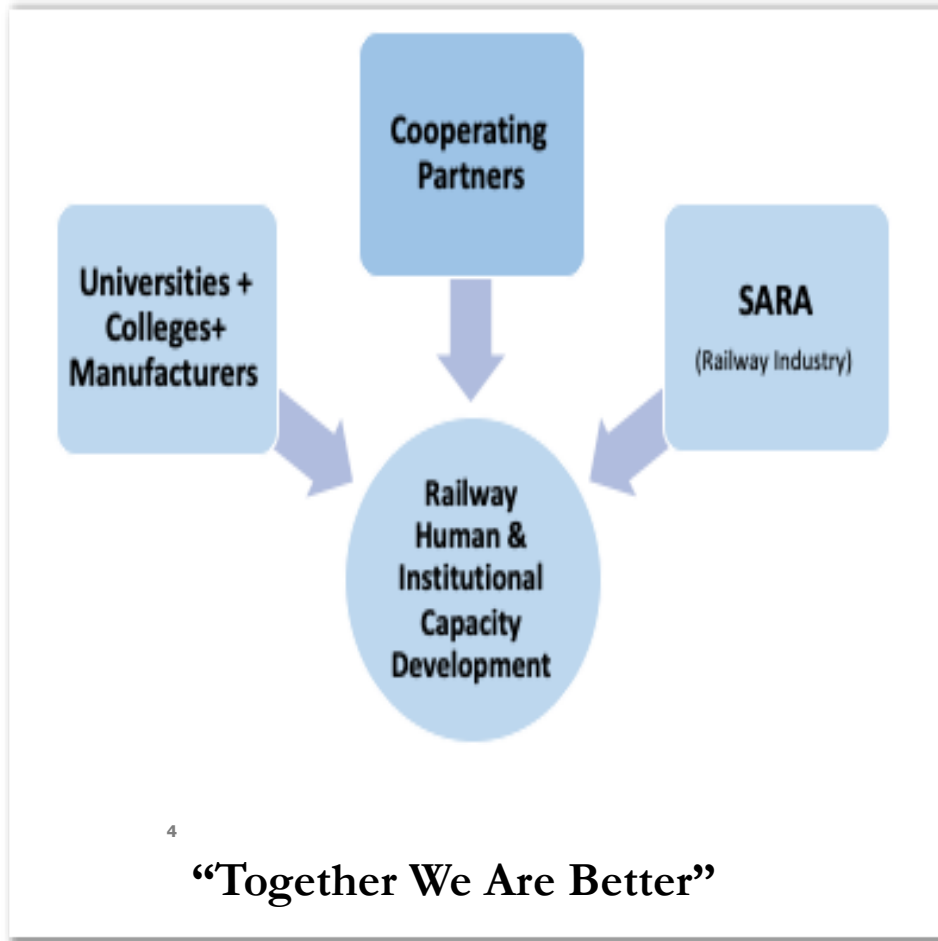 Cooperating
Partners
Universities +
Colleges+
Manufacturers
SARA
(Railway Industry)
Railway
Human &
Institutional
Capacity
Development
4
“Together We Are Better”